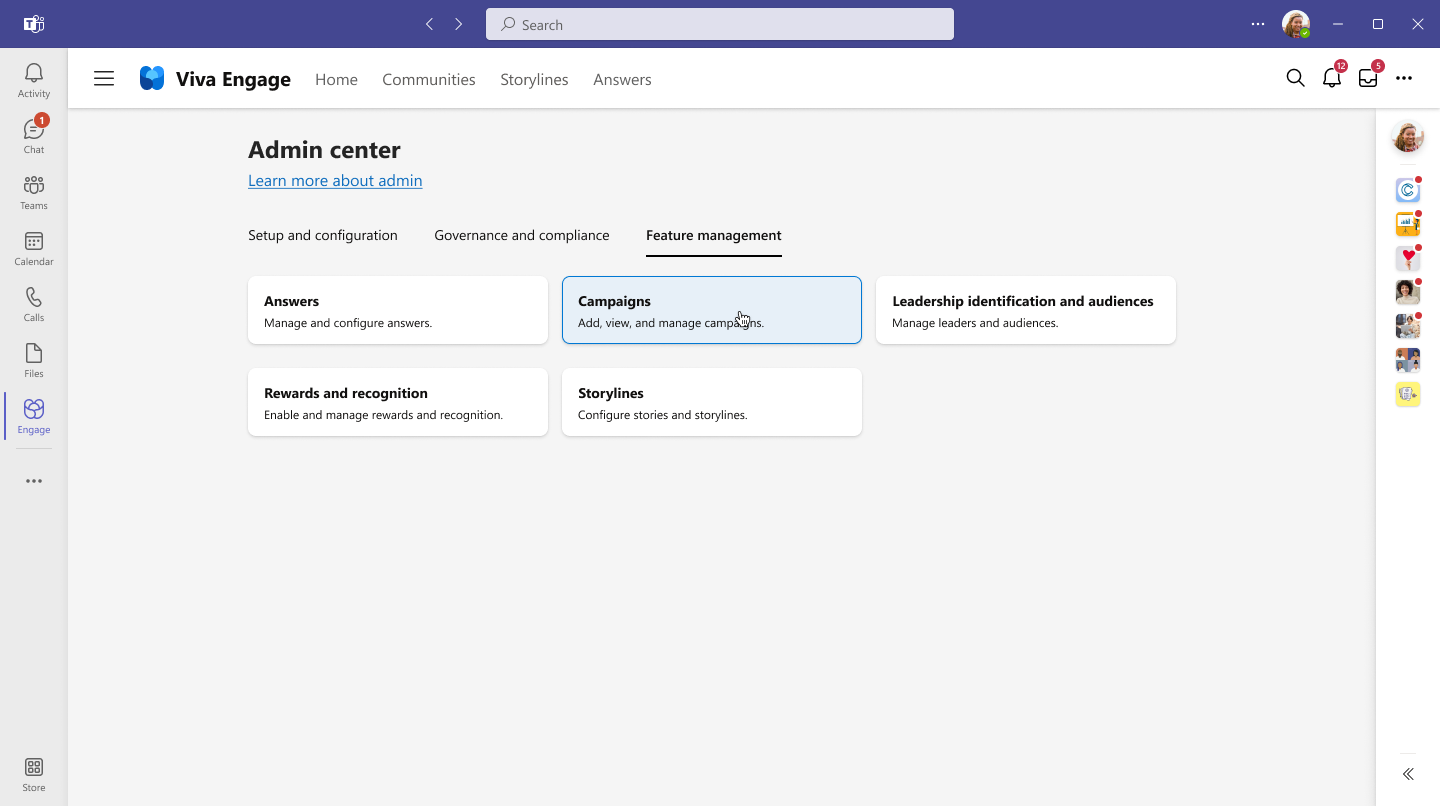 Search
Viva Engage
Home
Communities
Storylines
Answers
12
5
Activity
1
Chat
Teams
Calendar
Calls
Files
Engage
Store
Admin center
Learn more about admin
Setup and configuration
Governance and compliance
Feature management
Answers
Manage and configure answers.
Campaigns
Add, view, and manage campaigns.
Leadership identification and audiences
Manage leaders and audiences.
Rewards and recognition
Enable and manage rewards and recognition.
Storylines
Configure stories and storylines.